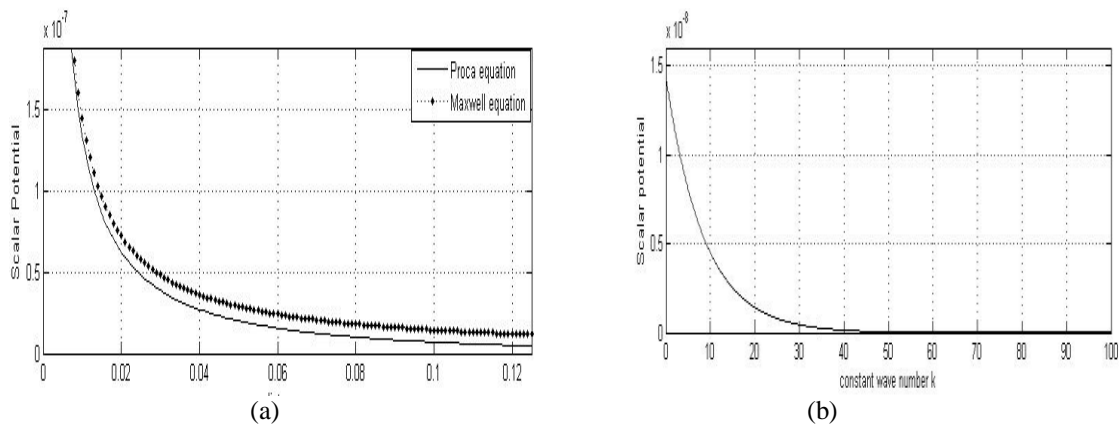 x 10⁻⁷
Scalar Potential
1.5
1
0.5
0
0 0.02 0.04 0.06 0.08 0.1 0.12
Proca equation
Maxwell equation
(a)
x 10⁻⁸
Scalar potential
1.5
1
0.5
0
0 10 20 30 40 50 60 70 80 90 100
constant wave number k
(b)